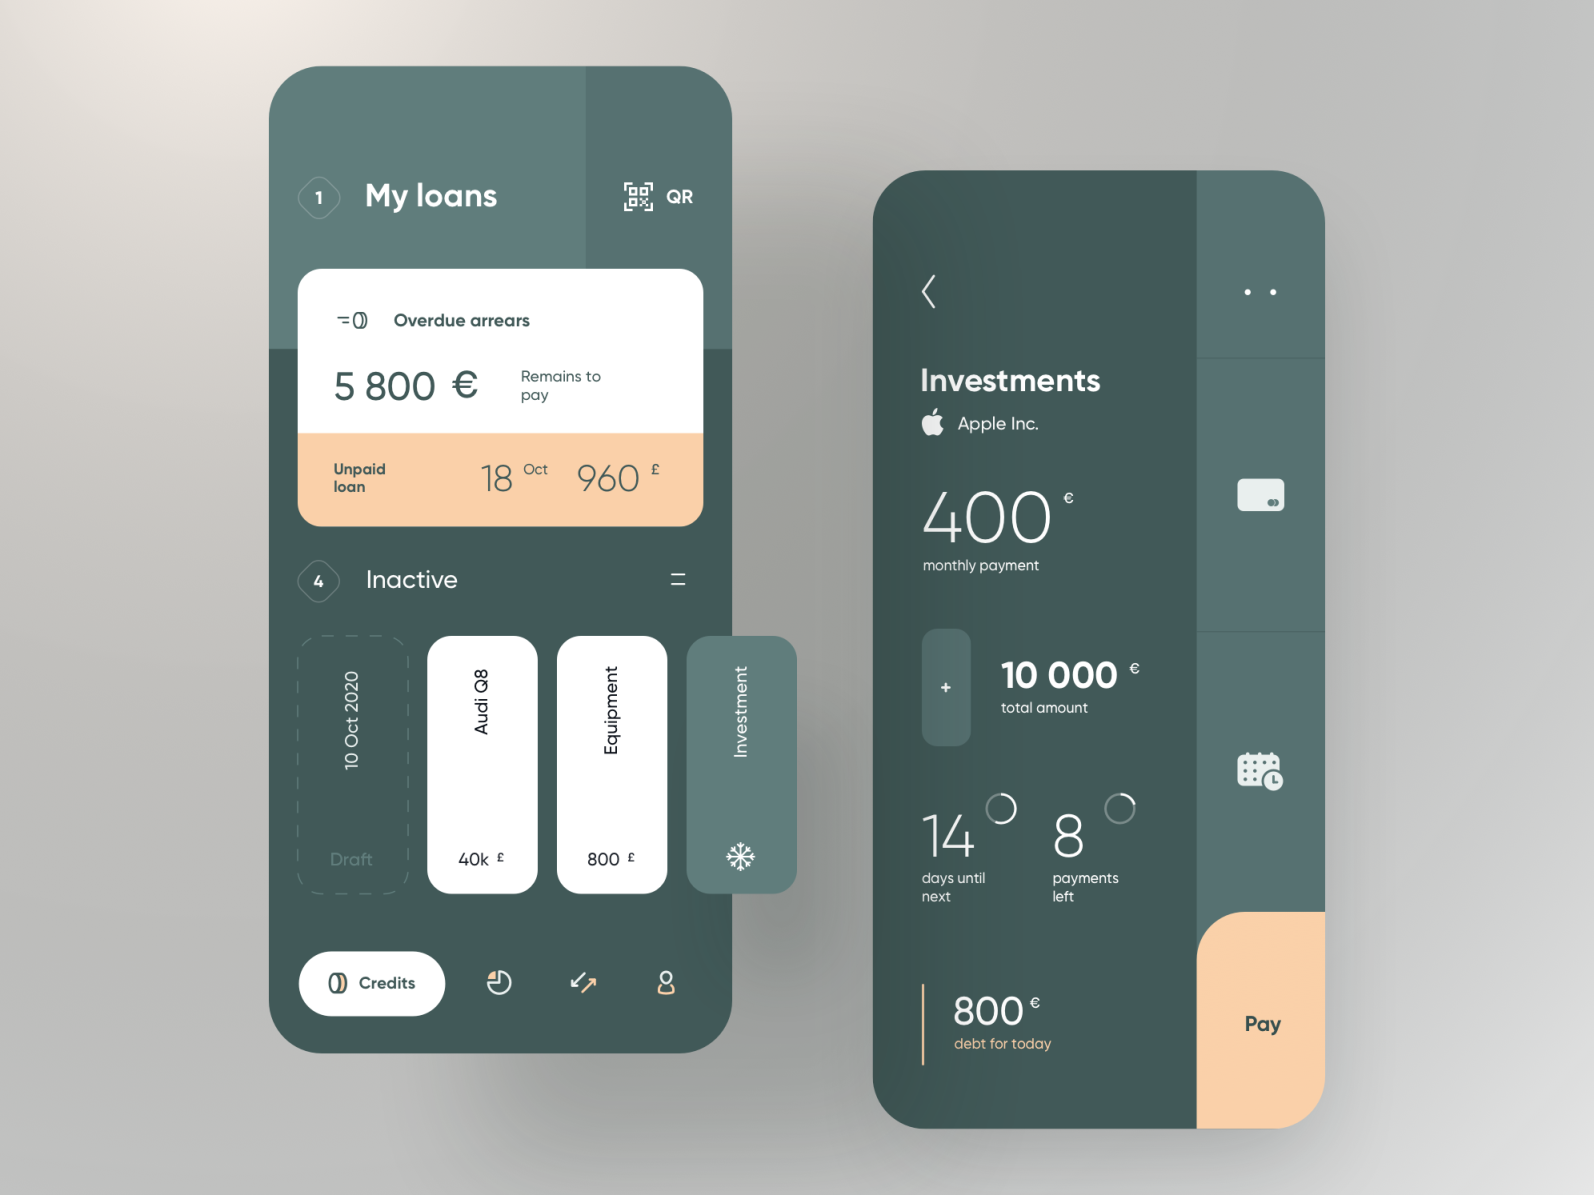 1 My loans QR
Overdue arrears
5 800 €
Remains to
pay
Unpaid
loan
18 Oct 960 £
4 Inactive
10 Oct 2020
Draft
Audi Q8
40k £
Equipment
800 £
Investment
Credits
Investments
Apple Inc.
400 €
monthly payment
+
10 000 €
total amount
14
days until
next
8
payments
left
800 €
debt for today
Pay